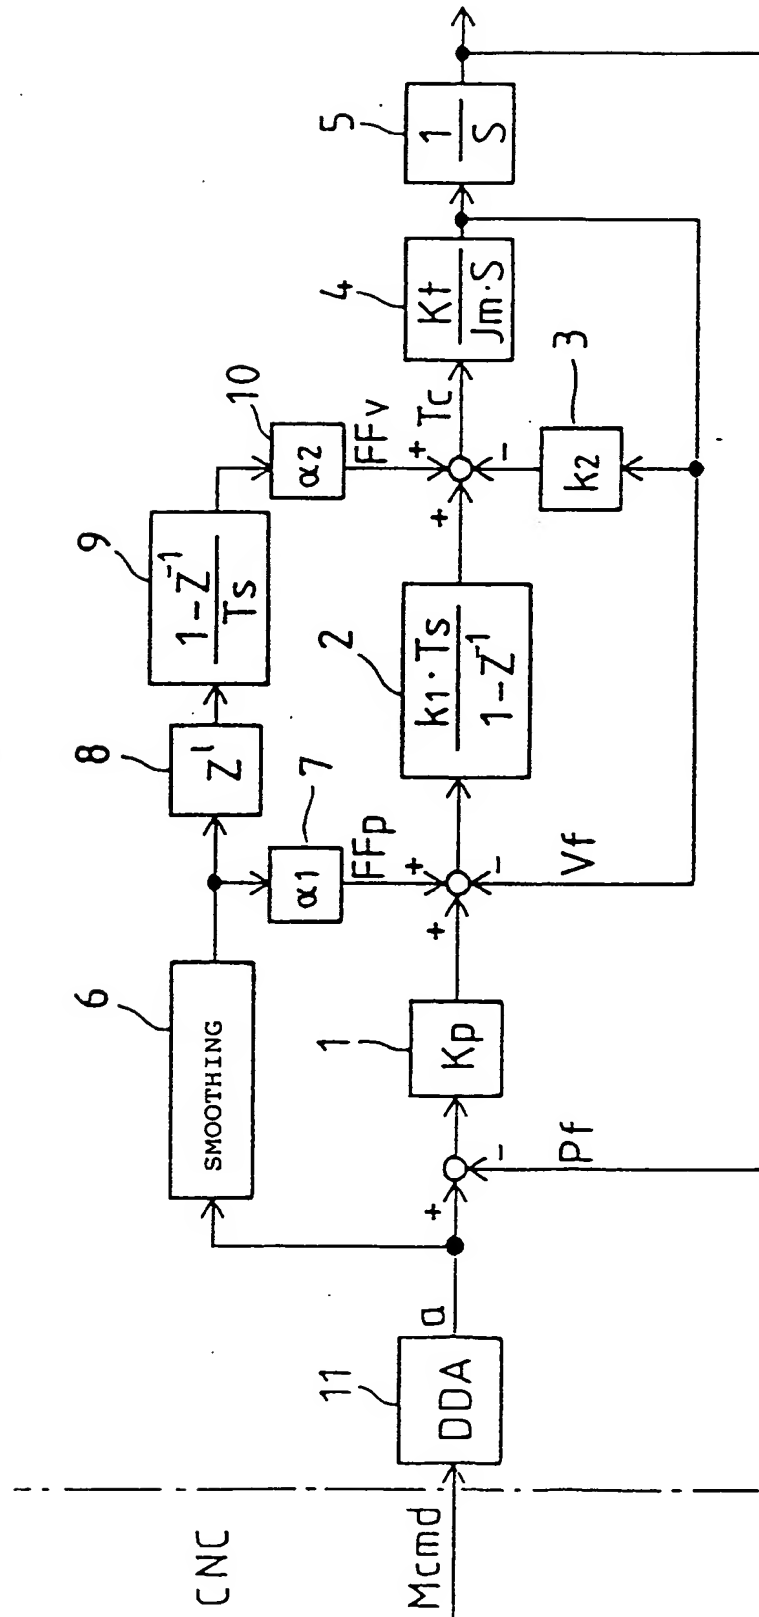 CNC
Mcmd
11
DDA
a
+
-
Pf
1
Kp
6
SMOOTHING
+
+
-
FFp
Vf
7
α1
8
Z^l
2
k1·Ts
1-Z^-1
9
1-Z^-1
Ts
10
α2
FFv
+
+
-
Tc
3
k2
4
Kt
Jm·S
5
1
S